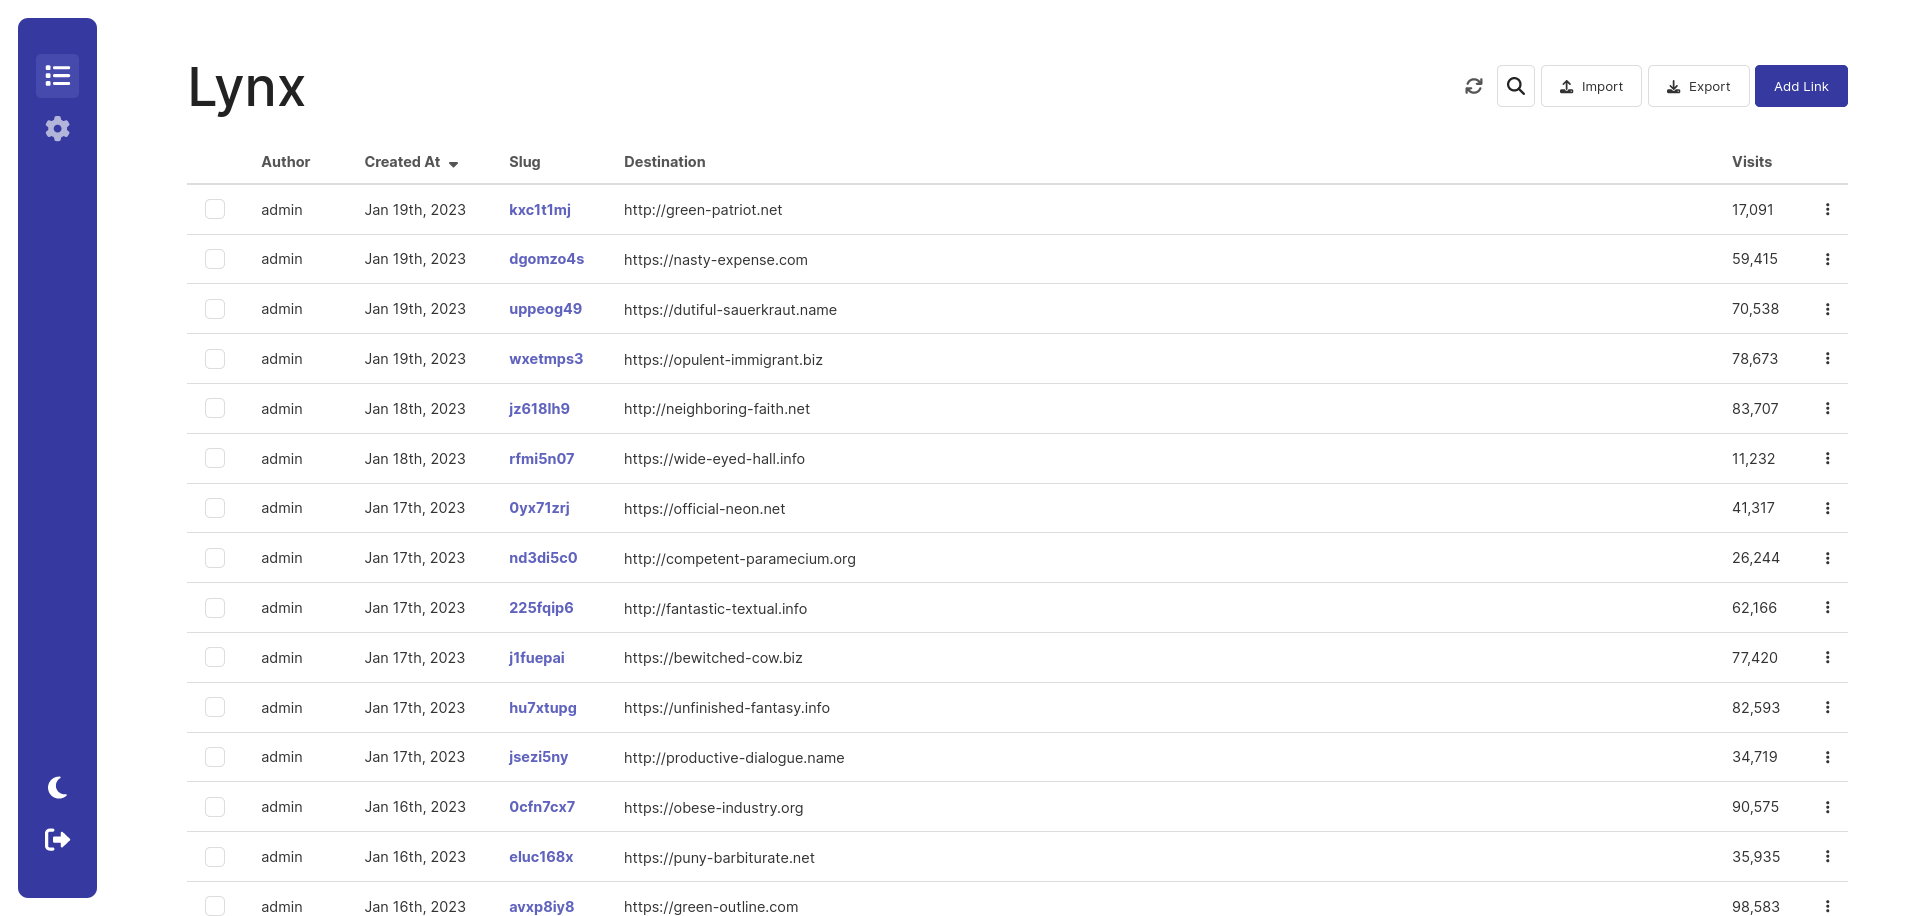 Lynx
Import Export Add Link
Author Created At Slug Destination Visits
admin Jan 19th, 2023 kxc1t1mj http://green-patriot.net 17,091
admin Jan 19th, 2023 dgomzo4s https://nasty-expense.com 59,415
admin Jan 19th, 2023 uppeog49 https://dutiful-sauerkraut.name 70,538
admin Jan 19th, 2023 wxetmps3 https://opulent-immigrant.biz 78,673
admin Jan 18th, 2023 jz618lh9 http://neighboring-faith.net 83,707
admin Jan 18th, 2023 rfmi5n07 https://wide-eyed-hall.info 11,232
admin Jan 17th, 2023 0yx71zrj https://official-neon.net 41,317
admin Jan 17th, 2023 nd3di5c0 http://competent-paramecium.org 26,244
admin Jan 17th, 2023 225fqip6 http://fantastic-textual.info 62,166
admin Jan 17th, 2023 j1fuepai https://bewitched-cow.biz 77,420
admin Jan 17th, 2023 hu7xtupg https://unfinished-fantasy.info 82,593
admin Jan 17th, 2023 jsezi5ny http://productive-dialogue.name 34,719
admin Jan 16th, 2023 0cfn7cx7 https://obese-industry.org 90,575
admin Jan 16th, 2023 eluc168x https://puny-barbiturate.net 35,935
admin Jan 16th, 2023 avxp8iy8 https://green-outline.com 98,583